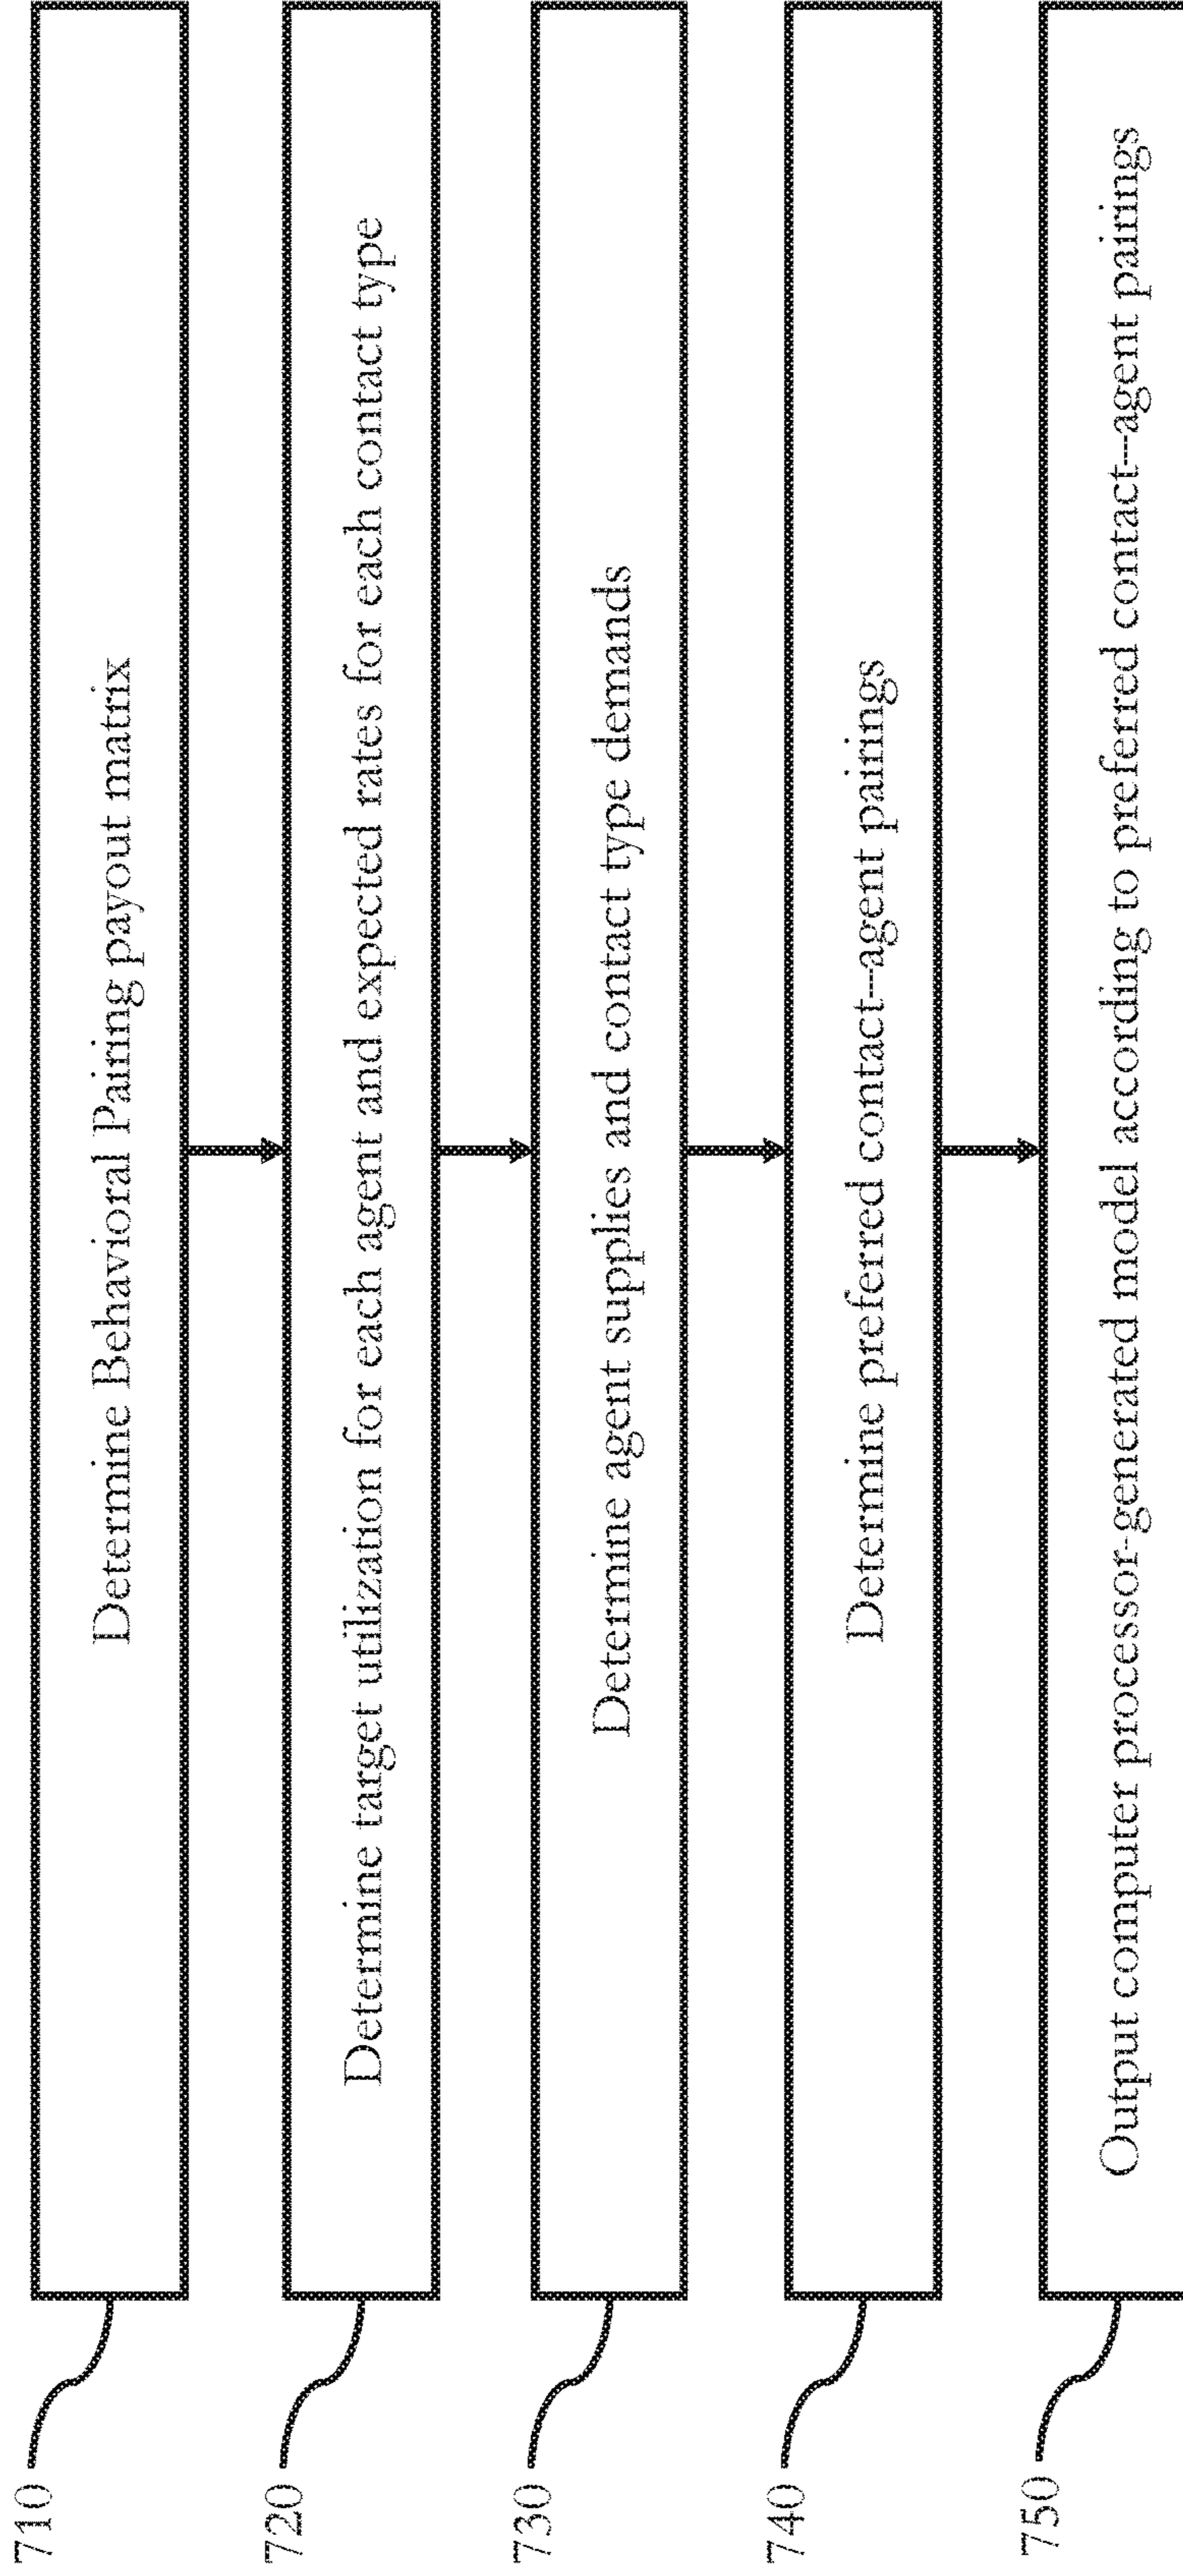 710
Determine Behavioral Pairing payout matrix
720
Determine target utilization for each agent and expected rates for each contact type
730
Determine agent supplies and contact type demands
740
Determine preferred contact---agent pairings
750
Output computer processor-generated model according to preferred contact---agent pairings